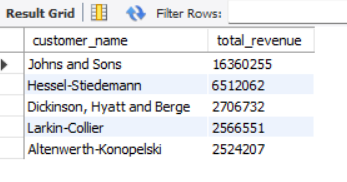 Result Grid Filter Rows:
customer_name total_revenue
Johns and Sons 16360255
Hessel-Stiedemann 6512062
Dickinson, Hyatt and Berge 2706732
Larkin-Collier 2566551
Altenwerth-Konopelski 2524207